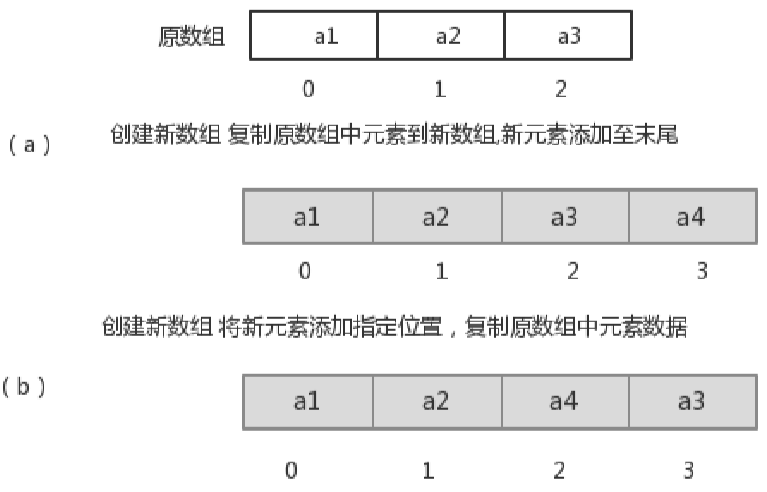 原数组 a1 a2 a3
0 1 2
(a) 创建新数组 复制原数组中元素到新数组,新元素添加至末尾
a1 a2 a3 a4
0 1 2 3
创建新数组 将新元素添加指定位置，复制原数组中元素数据
(b) a1 a2 a4 a3
0 1 2 3